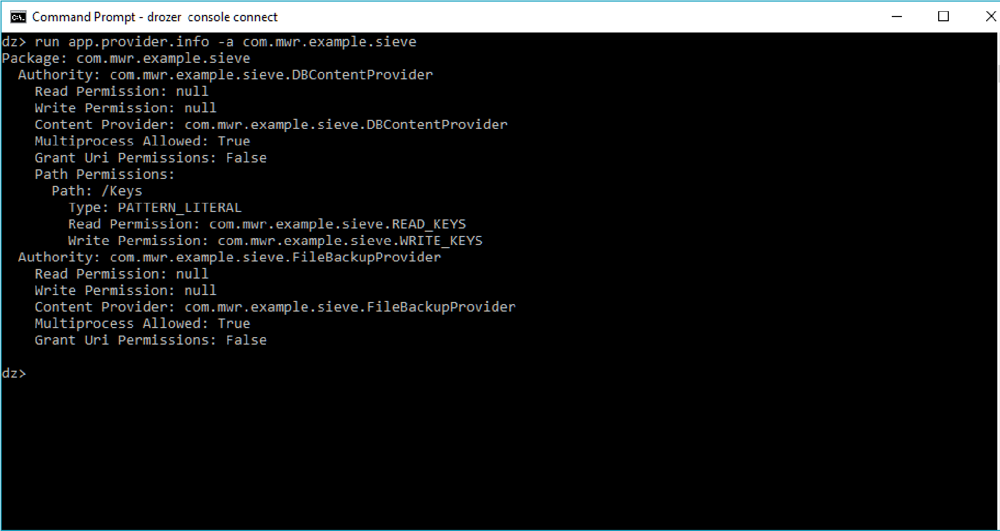 Command Prompt - drozer  console connect
dz> run app.provider.info -a com.mwr.example.sieve
Package: com.mwr.example.sieve
  Authority: com.mwr.example.sieve.DBContentProvider
    Read Permission: null
    Write Permission: null
    Content Provider: com.mwr.example.sieve.DBContentProvider
    Multiprocess Allowed: True
    Grant Uri Permissions: False
    Path Permissions:
      Path: /Keys
        Type: PATTERN_LITERAL
        Read Permission: com.mwr.example.sieve.READ_KEYS
        Write Permission: com.mwr.example.sieve.WRITE_KEYS
  Authority: com.mwr.example.sieve.FileBackupProvider
    Read Permission: null
    Write Permission: null
    Content Provider: com.mwr.example.sieve.FileBackupProvider
    Multiprocess Allowed: True
    Grant Uri Permissions: False
dz>